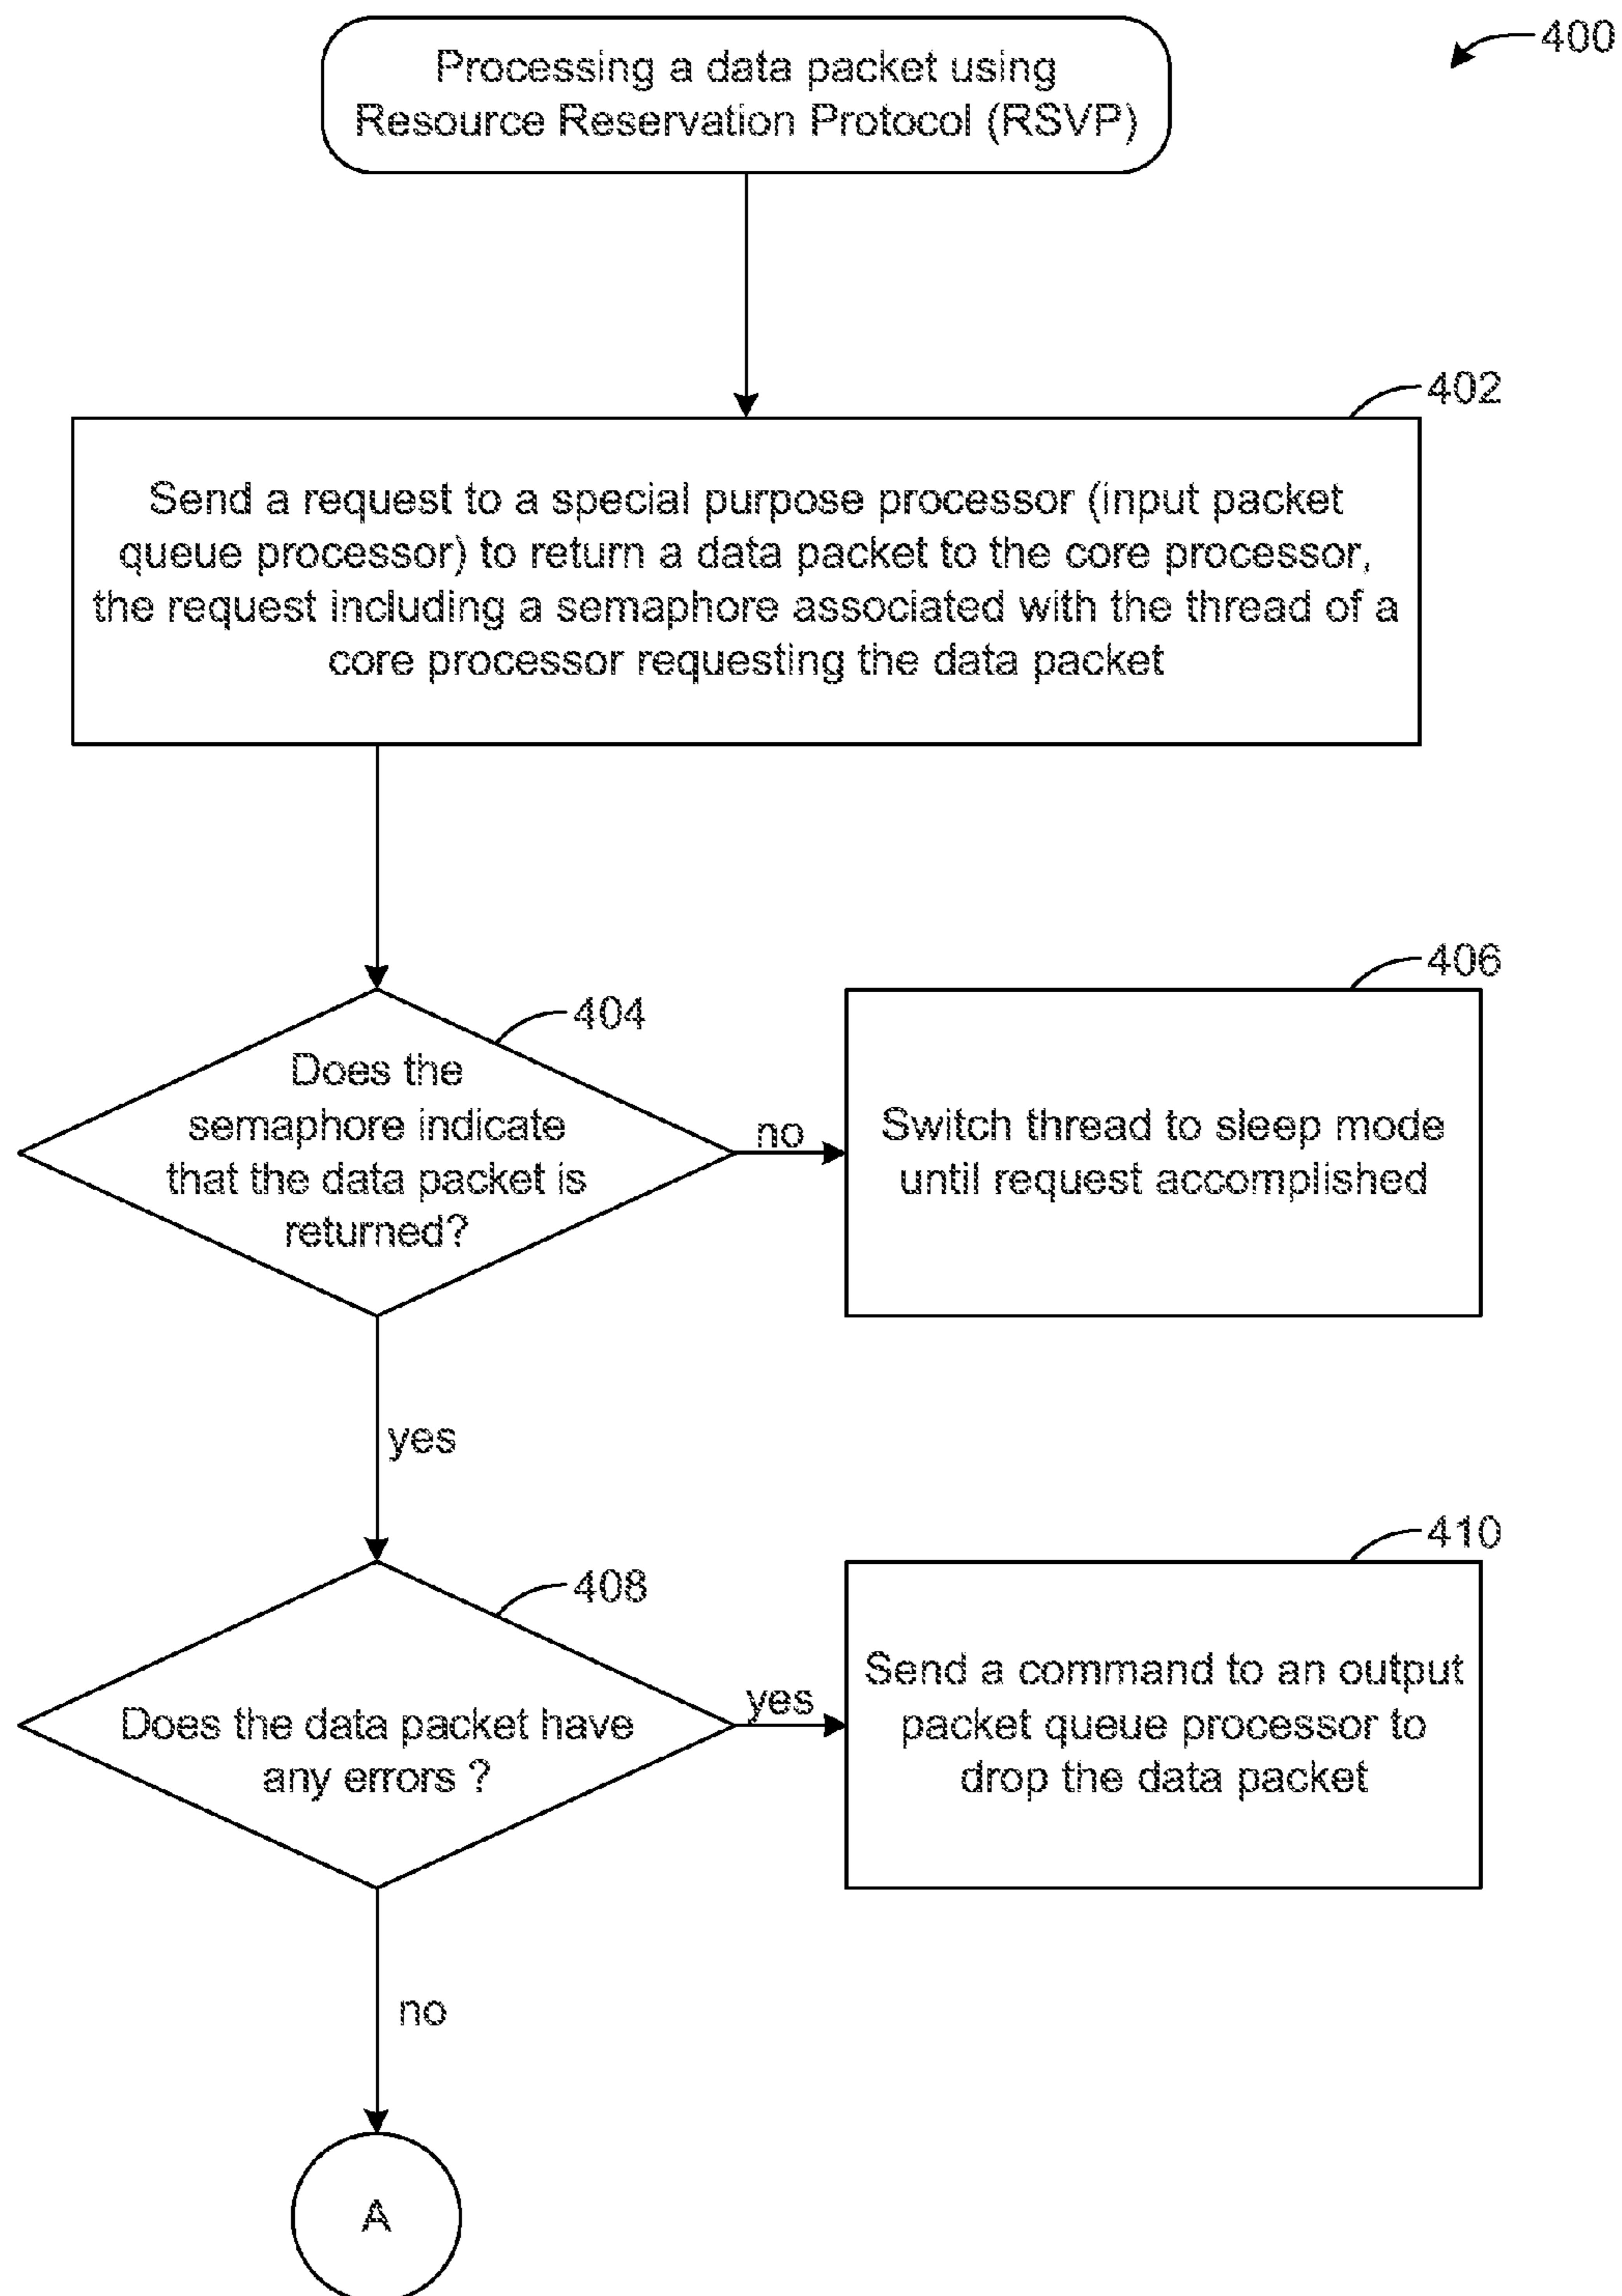 Processing a data packet using
Resource Reservation Protocol (RSVP)
400
402
Send a request to a special purpose processor (input packet
queue processor) to return a data packet to the core processor,
the request including a semaphore associated with the thread of a
core processor requesting the data packet
404
Does the
semaphore indicate
that the data packet is
returned?
no
406
Switch thread to sleep mode
until request accomplished
yes
408
Does the data packet have
any errors ?
yes
410
Send a command to an output
packet queue processor to
drop the data packet
no
A